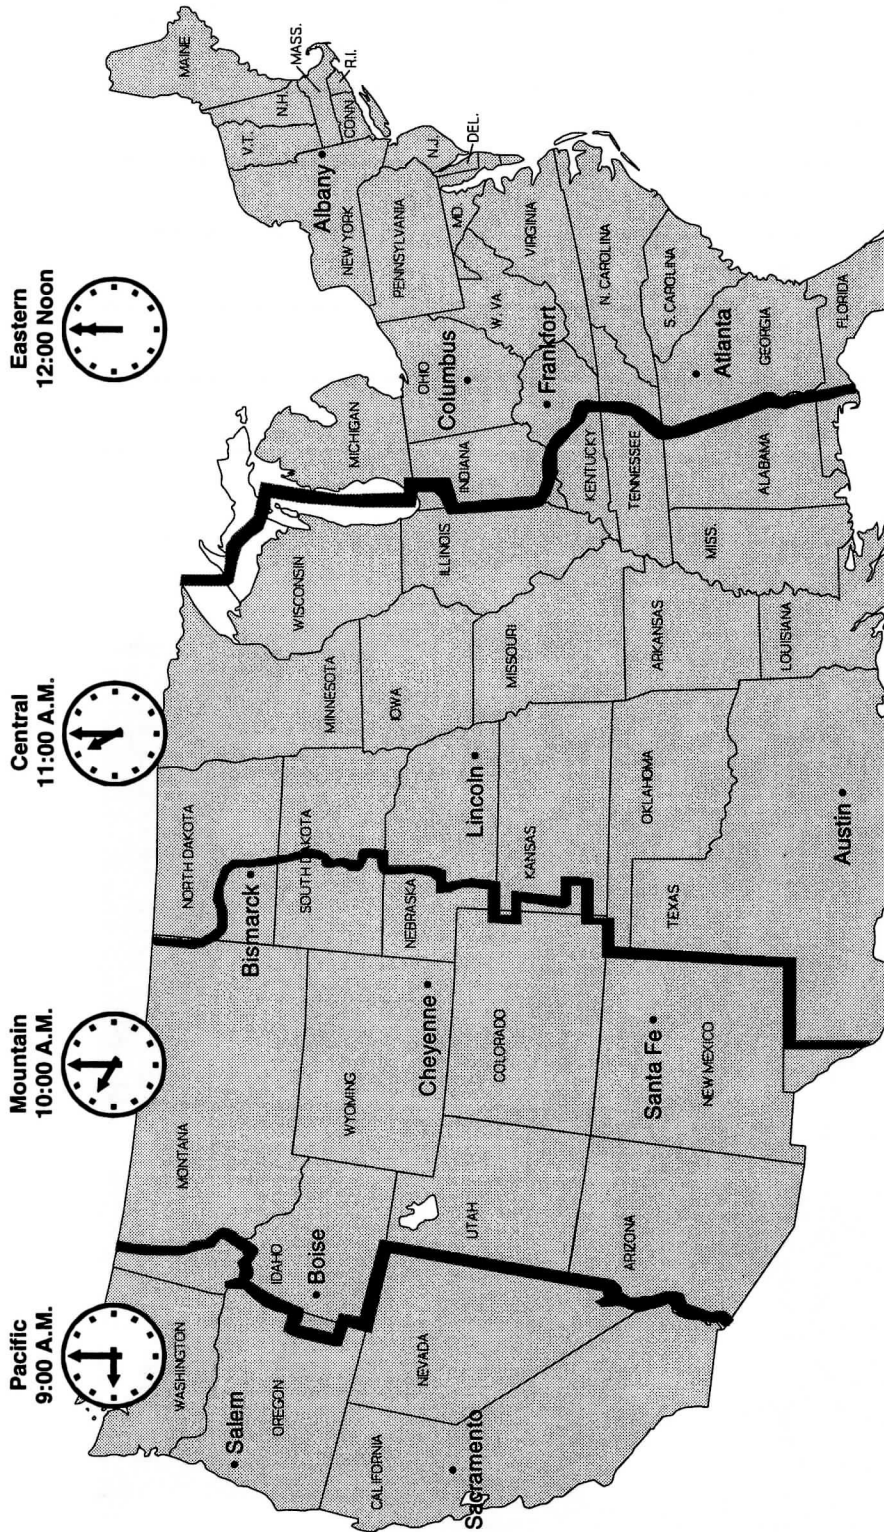 Pacific
9:00 A.M.
Mountain
10:00 A.M.
Central
11:00 A.M.
Eastern
12:00 Noon
WASHINGTON
Salem
OREGON
CALIFORNIA
Sacramento
NEVADA
IDAHO
Boise
MONTANA
WYOMING
Cheyenne
UTAH
COLORADO
ARIZONA
Santa Fe
NEW MEXICO
NORTH DAKOTA
Bismarck
SOUTH DAKOTA
NEBRASKA
Lincoln
KANSAS
OKLAHOMA
TEXAS
Austin
MINNESOTA
IOWA
MISSOURI
ARKANSAS
LOUISIANA
WISCONSIN
ILLINOIS
MISS.
MICHIGAN
INDIANA
KENTUCKY
TENNESSEE
ALABAMA
OHIO
Columbus
Frankfort
Atlanta
GEORGIA
FLORIDA
S. CAROLINA
N. CAROLINA
VIRGINIA
W. VA.
PENNSYLVANIA
MD.
DEL.
N.J.
NEW YORK
Albany
V.T.
N.H.
MAINE
MASS.
R.I.
CONN.